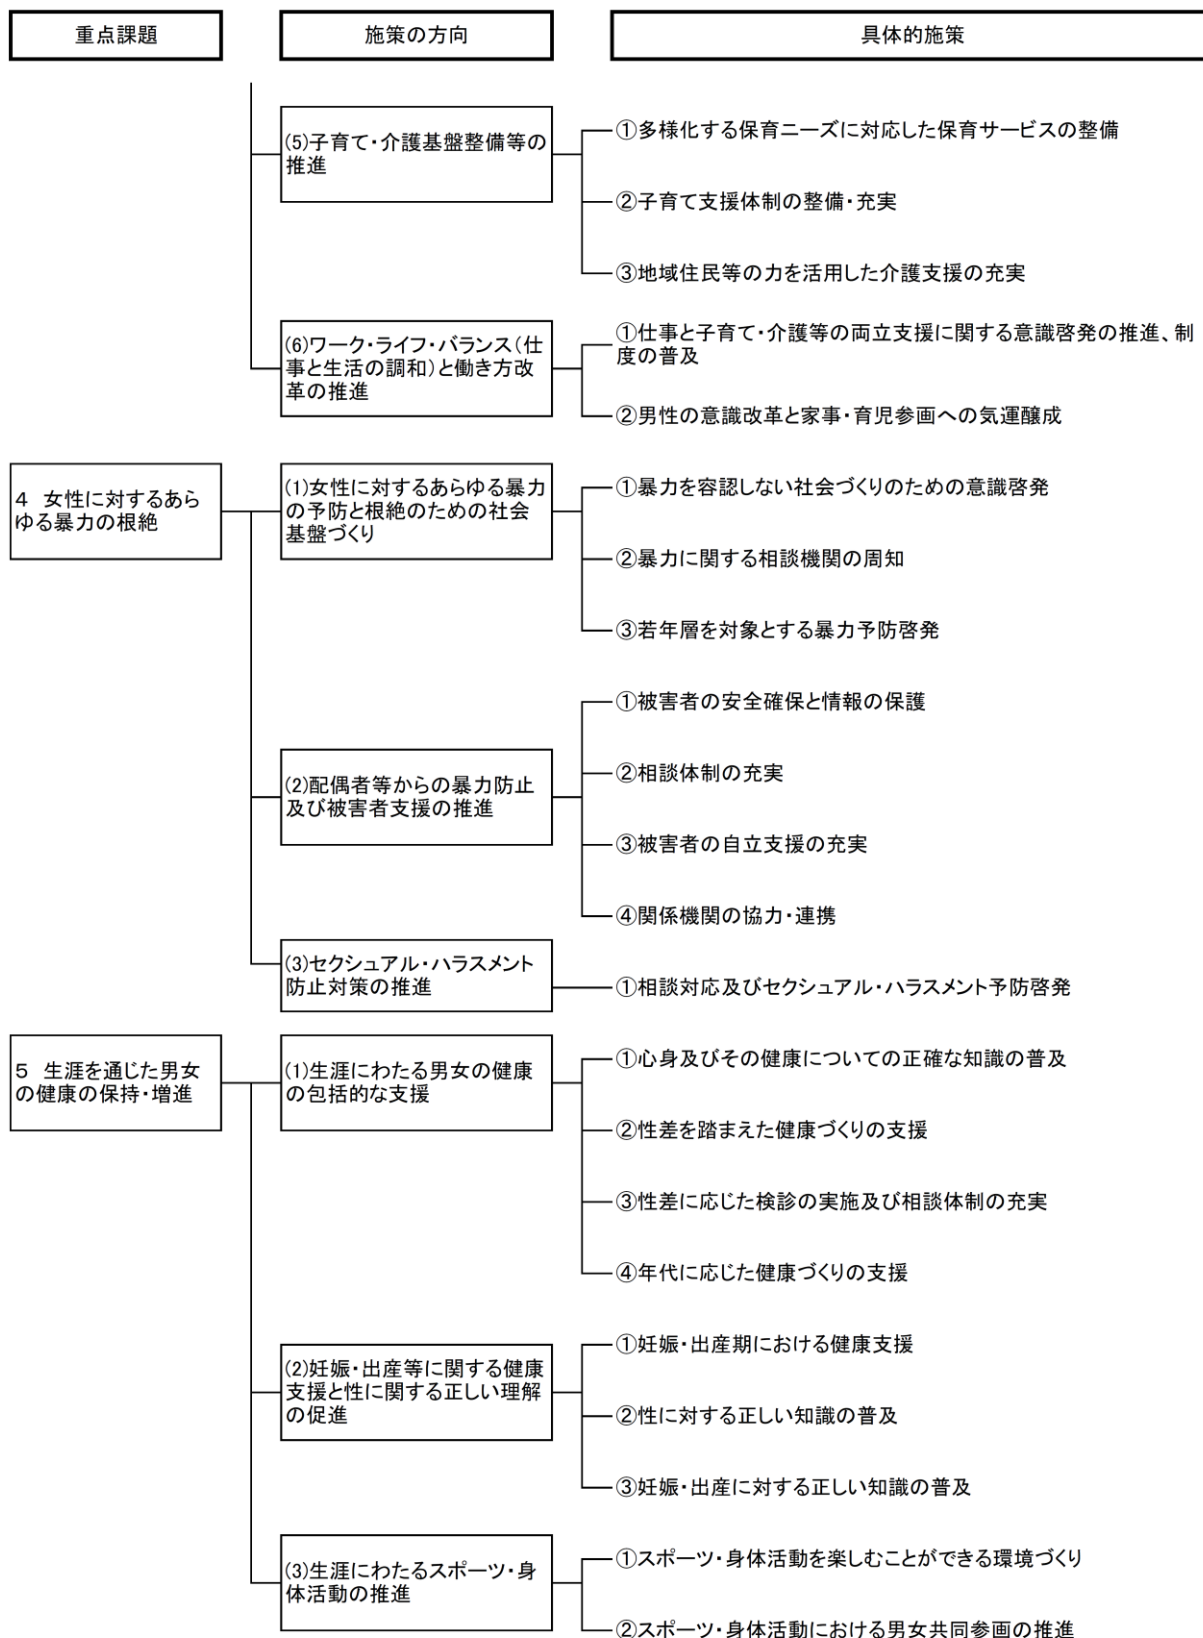 重点課題
施策の方向
具体的施策
(5)子育て・介護基盤整備等の
推進
①多様化する保育ニーズに対応した保育サービスの整備
②子育て支援体制の整備・充実
③地域住民等の力を活用した介護支援の充実
(6)ワーク・ライフ・バランス(仕
事と生活の調和)と働き方改
革の推進
①仕事と子育て・介護等の両立支援に関する意識啓発の推進、制
度の普及
②男性の意識改革と家事・育児参画への気運醸成
4 女性に対するあら
ゆる暴力の根絶
(1)女性に対するあらゆる暴力
の予防と根絶のための社会
基盤づくり
①暴力を容認しない社会づくりのための意識啓発
②暴力に関する相談機関の周知
③若年層を対象とする暴力予防啓発
(2)配偶者等からの暴力防止
及び被害者支援の推進
①被害者の安全確保と情報の保護
②相談体制の充実
③被害者の自立支援の充実
④関係機関の協力・連携
(3)セクシュアル・ハラスメント
防止対策の推進
①相談対応及びセクシュアル・ハラスメント予防啓発
5 生涯を通じた男女
の健康の保持・増進
(1)生涯にわたる男女の健康
の包括的な支援
①心身及びその健康についての正確な知識の普及
②性差を踏まえた健康づくりの支援
③性差に応じた検診の実施及び相談体制の充実
④年代に応じた健康づくりの支援
(2)妊娠・出産等に関する健康
支援と性に関する正しい理解
の促進
①妊娠・出産期における健康支援
②性に対する正しい知識の普及
③妊娠・出産に対する正しい知識の普及
(3)生涯にわたるスポーツ・身
体活動の推進
①スポーツ・身体活動を楽しむことができる環境づくり
②スポーツ・身体活動における男女共同参画の推進